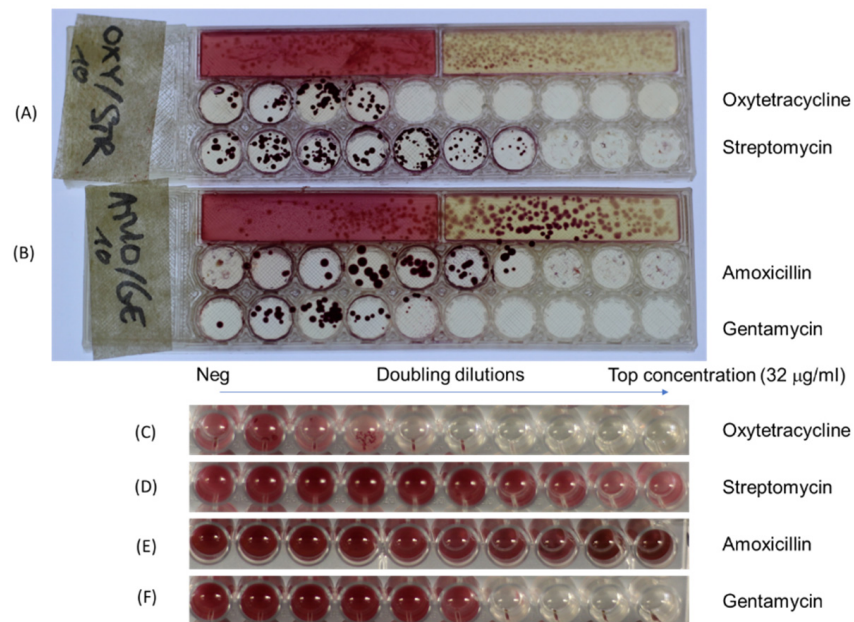 (A)
OXY/STR
10
Oxytetracycline
Streptomycin
(B)
AMO/GE
10
Amoxicillin
Gentamycin
Neg Doubling dilutions Top concentration (32 μg/ml)
(C) Oxytetracycline
(D) Streptomycin
(E) Amoxicillin
(F) Gentamycin